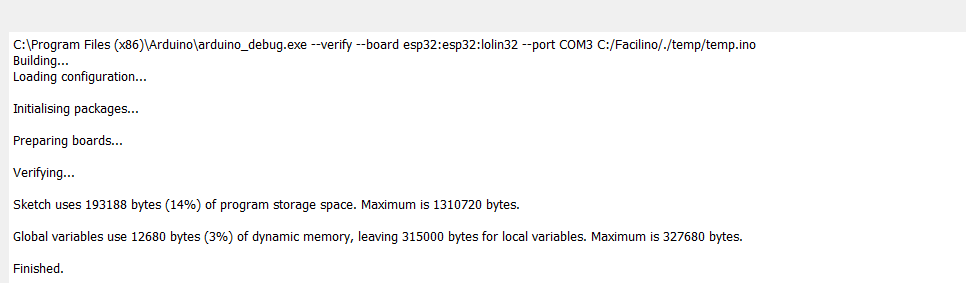 C:\Program Files (x86)\Arduino\arduino_debug.exe --verify --board esp32:esp32:lolin32 --port COM3 C:/Facilino/./temp/temp.ino
Building...
Loading configuration...
Initialising packages...
Preparing boards...
Verifying...
Sketch uses 193188 bytes (14%) of program storage space. Maximum is 1310720 bytes.
Global variables use 12680 bytes (3%) of dynamic memory, leaving 315000 bytes for local variables. Maximum is 327680 bytes.
Finished.